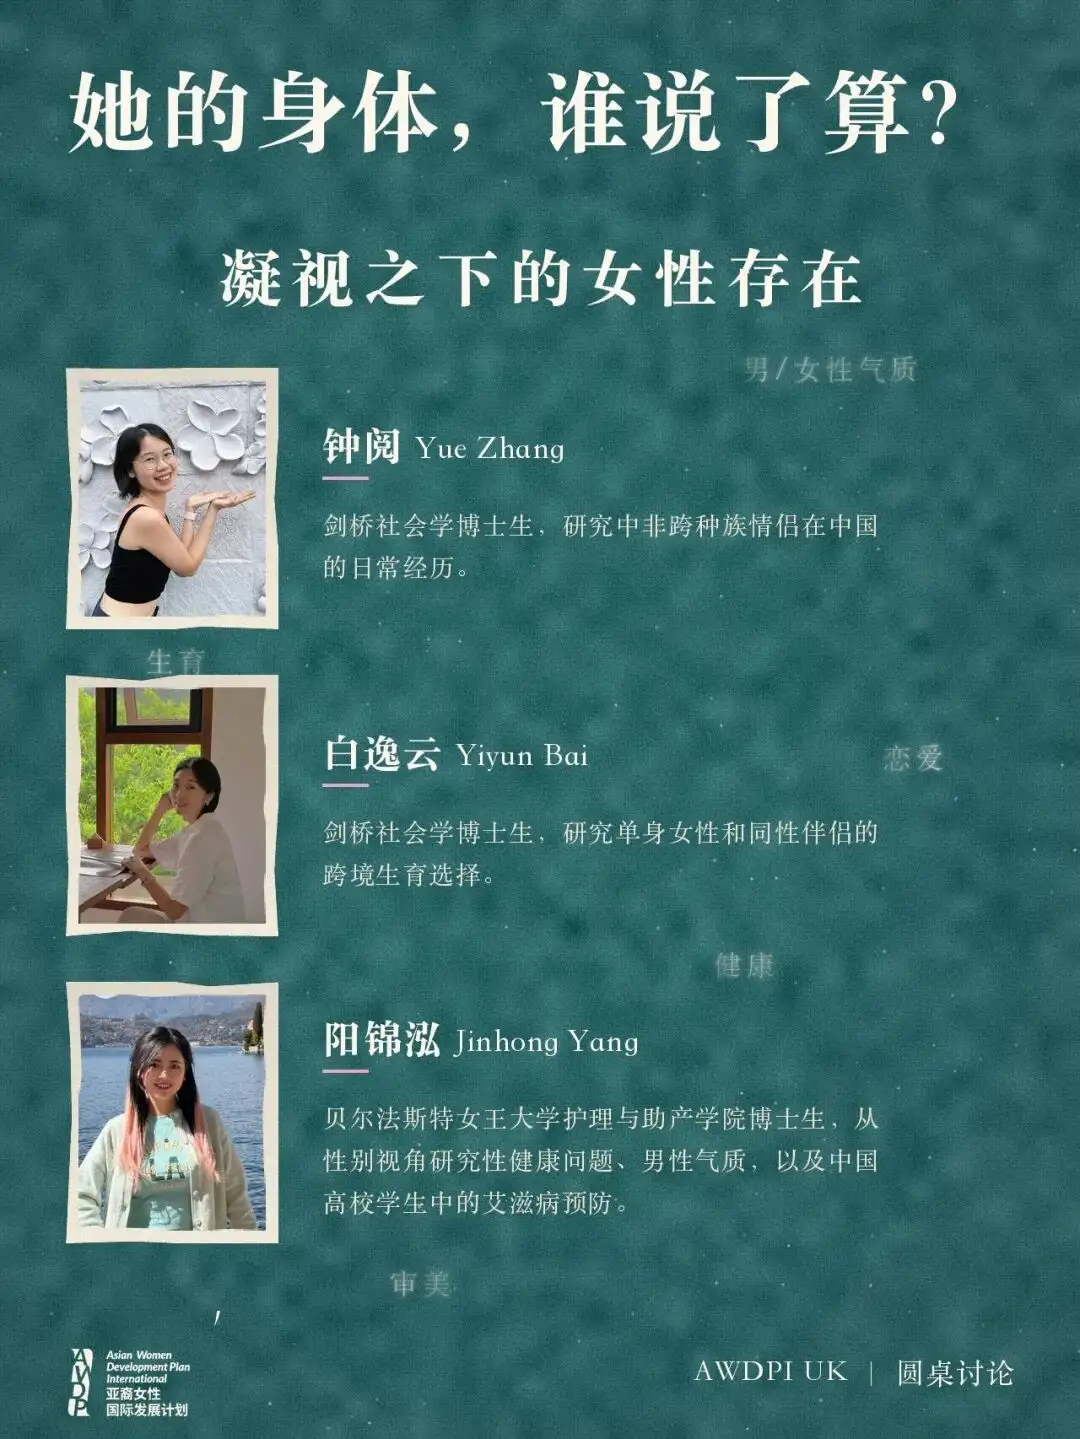 她的身体，谁说了算？
凝视之下的女性存在
男/女性气质
钟阅 Yue Zhang
剑桥社会学博士生，研究中非跨种族情侣在中国
的日常经历。
生育
白逸云 Yiyun Bai
恋爱
剑桥社会学博士生，研究单身女性和同性伴侣的
跨境生育选择。
健康
阳锦泓 Jinhong Yang
贝尔法斯特女王大学护理与助产学院博士生，从
性别视角研究性健康问题、男性气质，以及中国
高校学生中的艾滋病预防。
审美
AWDP
Asian Women
Development Plan
International
亚裔女性
国际发展计划
AWDPI UK | 圆桌讨论